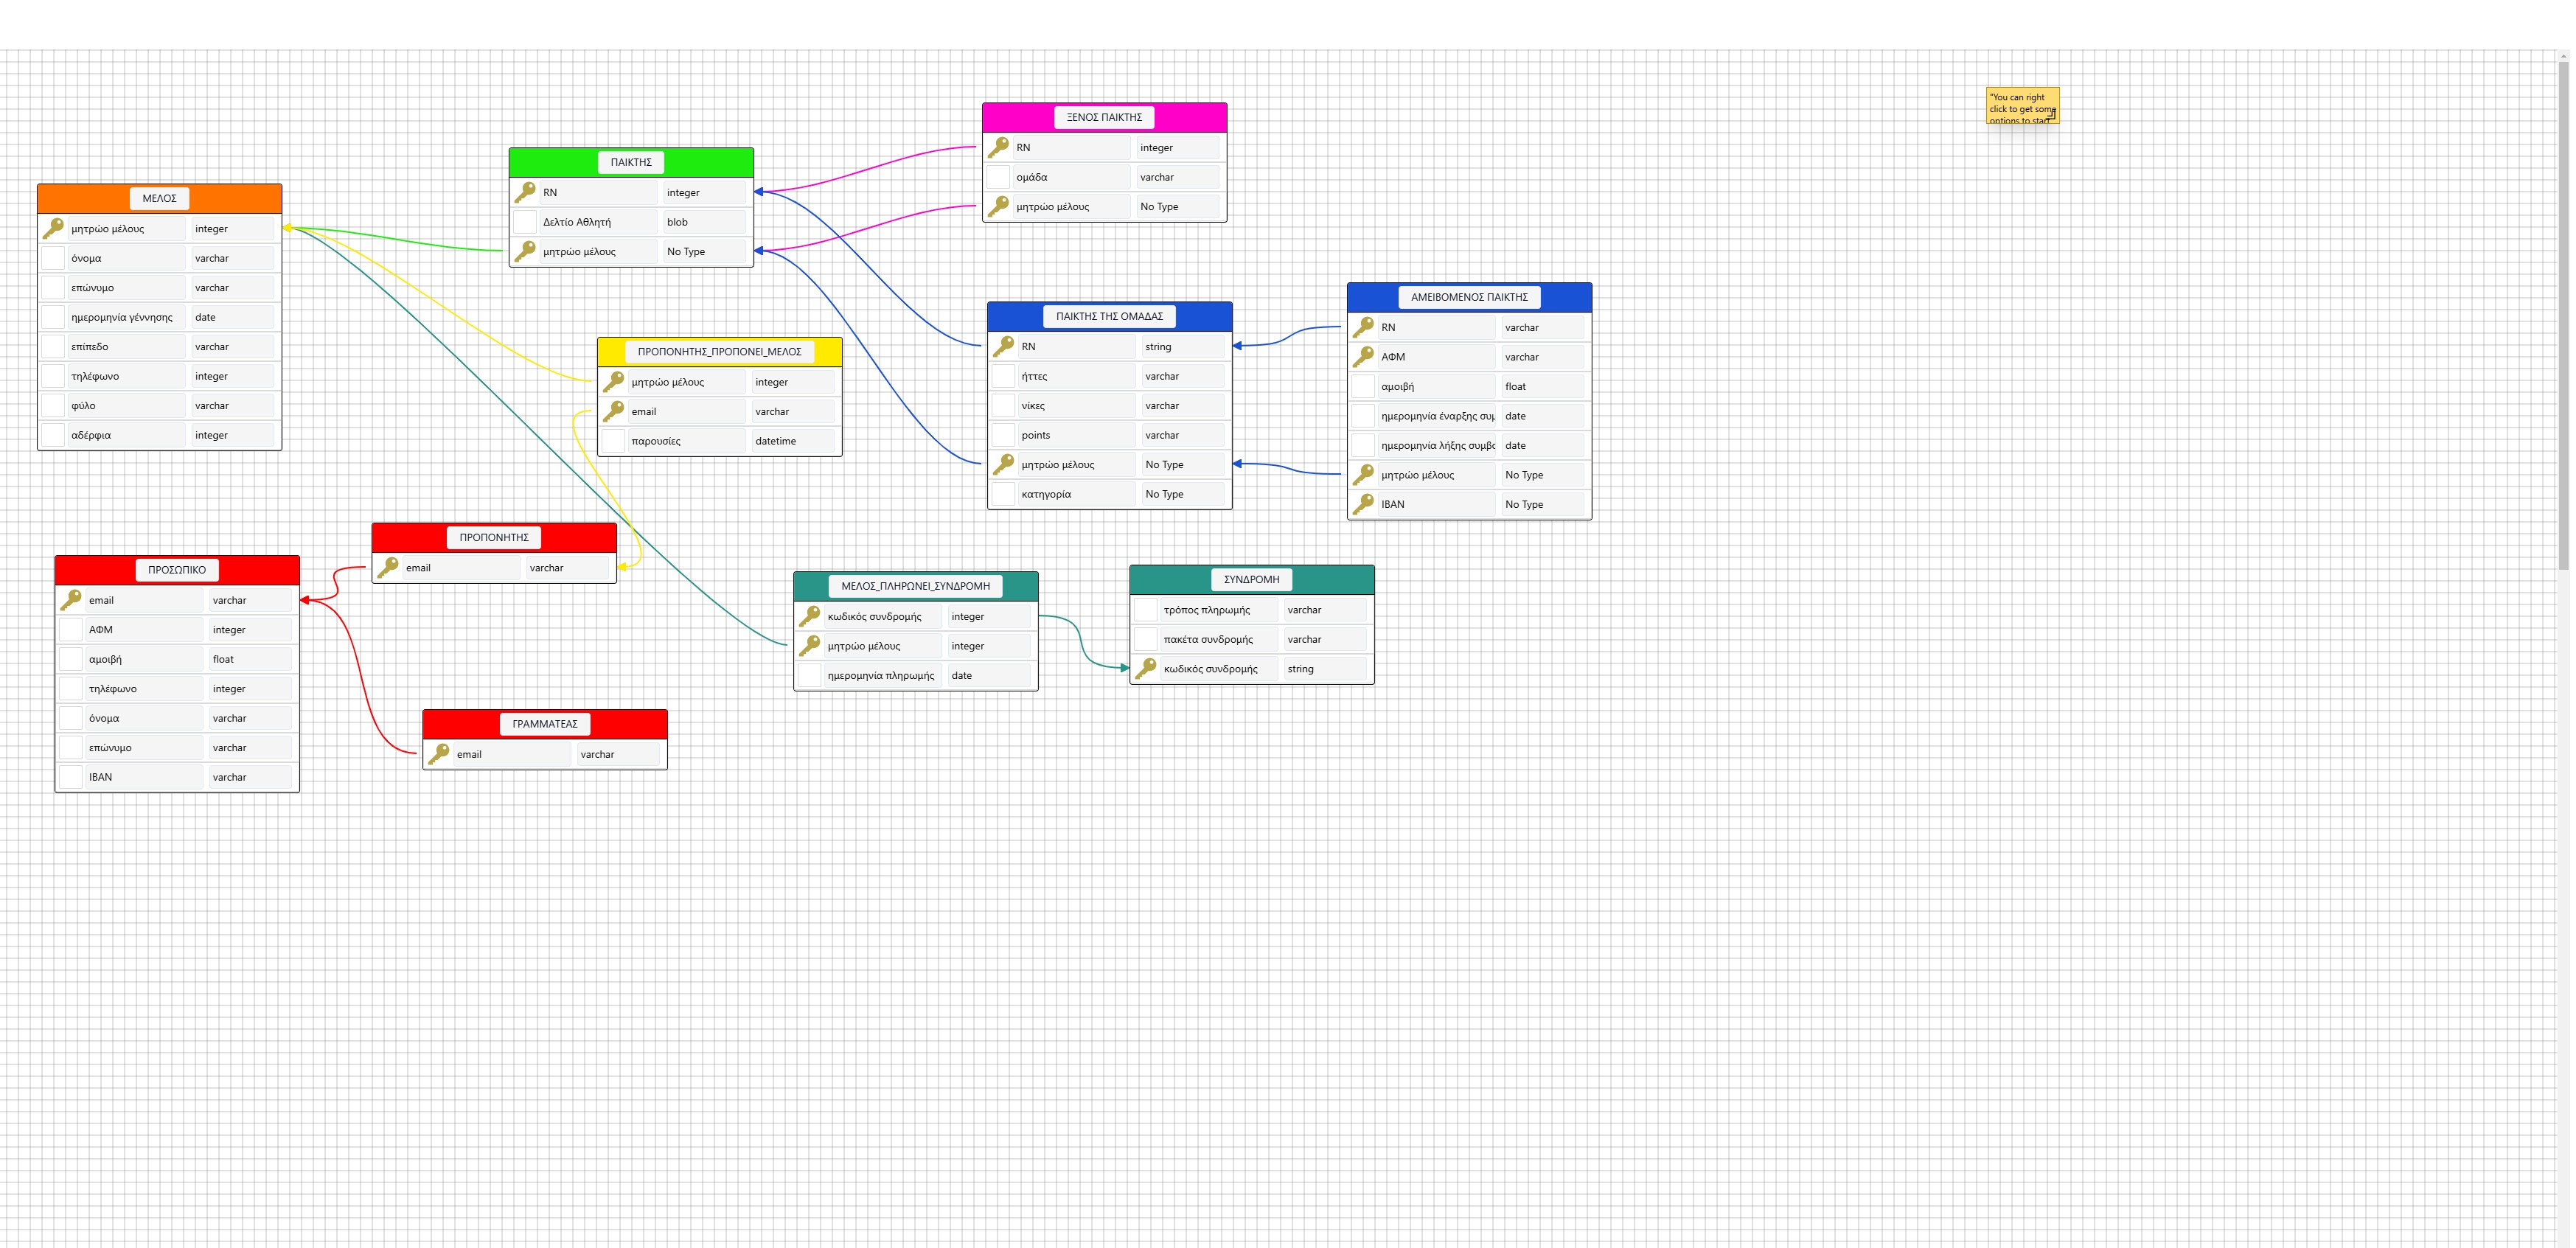 "You can right
click to get some
options to start
ΞΕΝΟΣ ΠΑΙΚΤΗΣ
RN integer
ομάδα varchar
μητρώο μέλους No Type
ΠΑΙΚΤΗΣ
RN integer
Δελτίο Αθλητή blob
μητρώο μέλους No Type
ΜΕΛΟΣ
μητρώο μέλους integer
όνομα varchar
επώνυμο varchar
ημερομηνία γέννησης date
επίπεδο varchar
τηλέφωνο integer
φύλο varchar
αδέρφια integer
ΠΡΟΠΟΝΗΤΗΣ_ΠΡΟΠΟΝΕΙ_ΜΕΛΟΣ
μητρώο μέλους integer
email varchar
παρουσίες datetime
ΠΑΙΚΤΗΣ ΤΗΣ ΟΜΑΔΑΣ
RN string
ήττες varchar
νίκες varchar
points varchar
μητρώο μέλους No Type
κατηγορία No Type
ΑΜΕΙΒΟΜΕΝΟΣ ΠΑΙΚΤΗΣ
RN varchar
ΑΦΜ varchar
αμοιβή float
ημερομηνία έναρξης συμ date
ημερομηνία λήξης συμβο date
μητρώο μέλους No Type
IBAN No Type
ΠΡΟΠΟΝΗΤΗΣ
email varchar
ΠΡΟΣΩΠΙΚΟ
email varchar
ΑΦΜ integer
αμοιβή float
τηλέφωνο integer
όνομα varchar
επώνυμο varchar
IBAN varchar
ΜΕΛΟΣ_ΠΛΗΡΩΝΕΙ_ΣΥΝΔΡΟΜΗ
κωδικός συνδρομής integer
μητρώο μέλους integer
ημερομηνία πληρωμής date
ΣΥΝΔΡΟΜΗ
τρόπος πληρωμής varchar
πακέτα συνδρομής varchar
κωδικός συνδρομής string
ΓΡΑΜΜΑΤΕΑΣ
email varchar